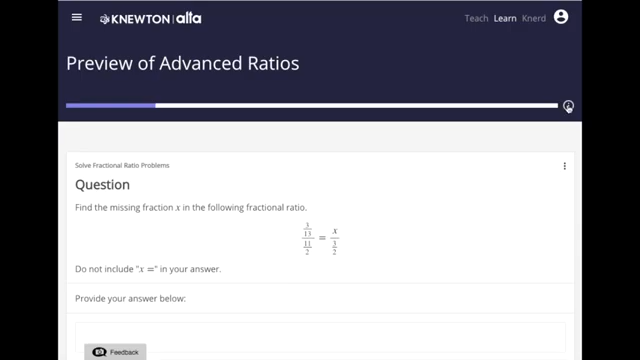 KNEWTON | alta
Teach Learn Knerd
Preview of Advanced Ratios
Solve Fractional Ratio Problems
Question
Find the missing fraction x in the following fractional ratio.
(3/13)/(11/2) = x/(3/2)
Do not include "x =" in your answer.
Provide your answer below:
Feedback